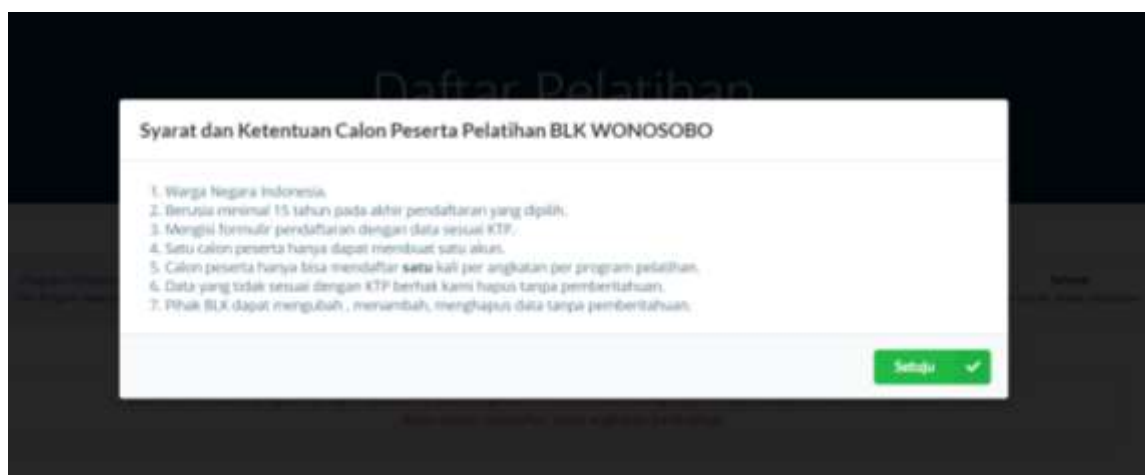 Daftar Pelatihan
Syarat dan Ketentuan Calon Peserta Pelatihan BLK WONOSOBO
1. Warga Negara Indonesia.
2. Berusia minimal 15 tahun pada akhir pendaftaran yang dipilih.
3. Mengisi formulir pendaftaran dengan data sesuai KTP.
4. Satu calon peserta hanya dapat membuat satu akun.
5. Calon peserta hanya bisa mendaftar satu kali per angkatan per program pelatihan.
6. Data yang tidak sesuai dengan KTP berhak kami hapus tanpa pemberitahuan.
7. Pihak BLK dapat mengubah , menambah, menghapus data tanpa pemberitahuan.
Setuju